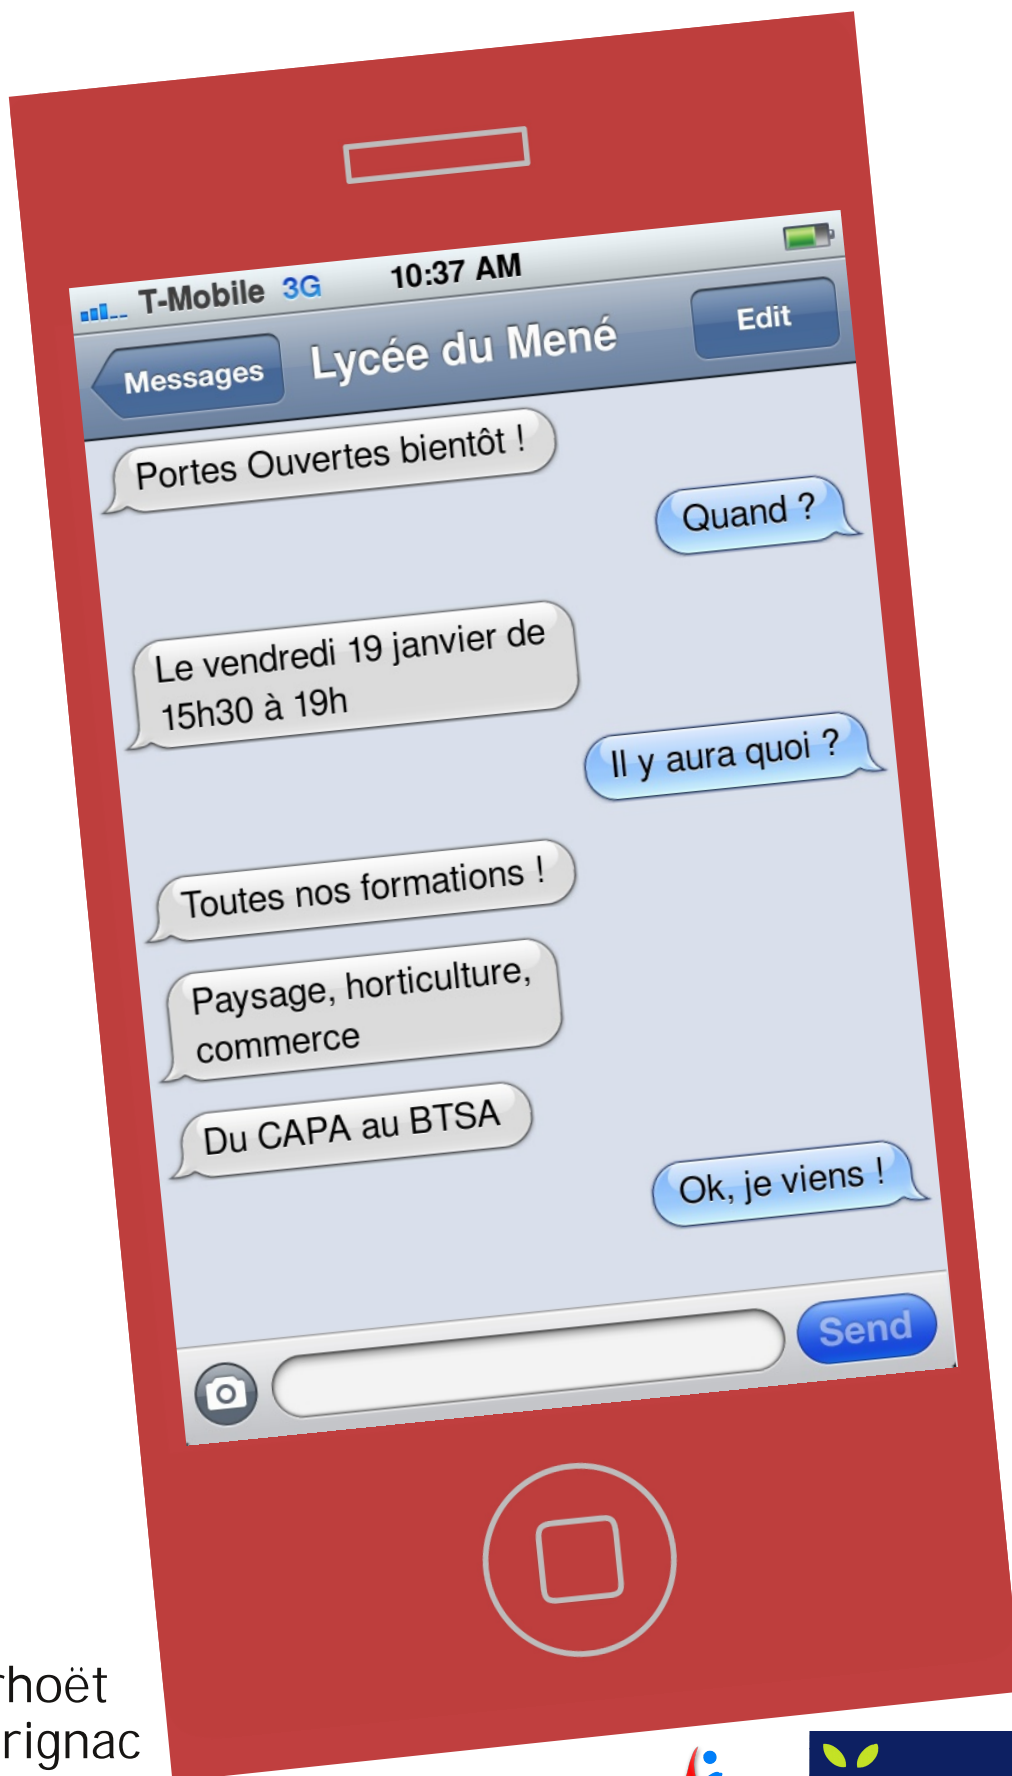 T-Mobile 3G 10:37 AM
Messages Lycée du Mené Edit
Portes Ouvertes bientôt !
Quand ?
Le vendredi 19 janvier de
15h30 à 19h
Il y aura quoi ?
Toutes nos formations !
Paysage, horticulture,
commerce
Du CAPA au BTSA
Ok, je viens !
Send
rhoët
rignac